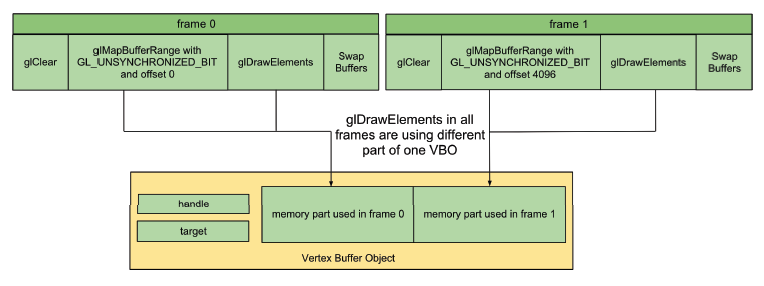 frame 0
frame 1
glClear
glMapBufferRange with
GL_UNSYNCHRONIZED_BIT
and offset 0
glDrawElements
Swap
Buffers
glClear
glMapBufferRange with
GL_UNSYNCHRONIZED_BIT
and offset 4096
glDrawElements
Swap
Buffers
glDrawElements in all
frames are using different
part of one VBO
handle
target
memory part used in frame 0
memory part used in frame 1
Vertex Buffer Object